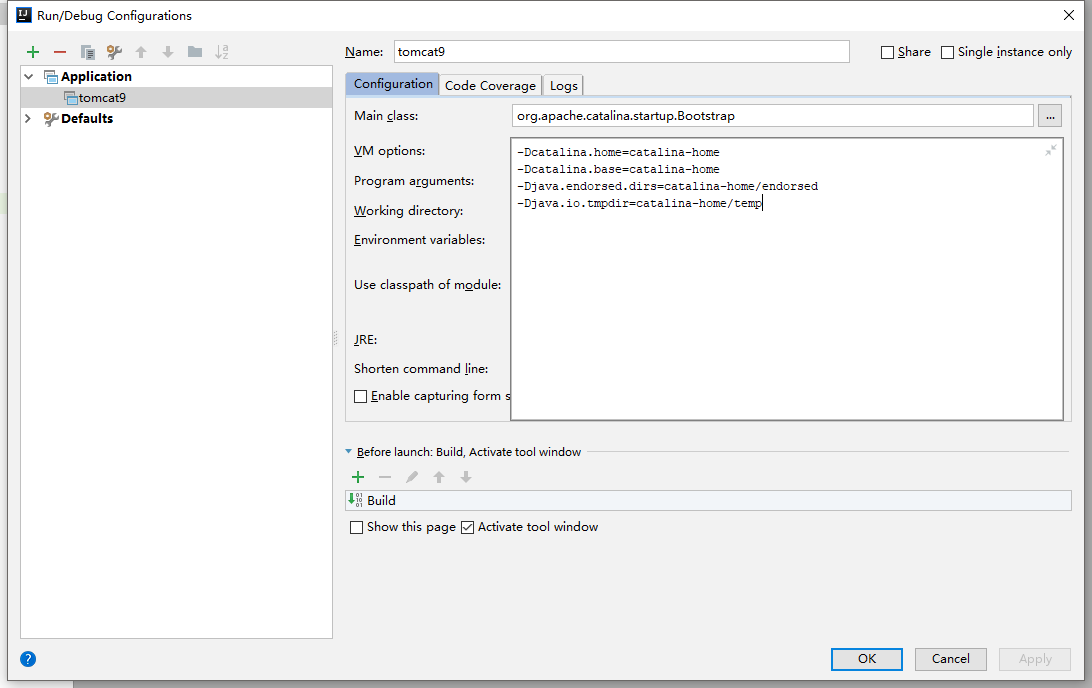 Run/Debug Configurations
Name: tomcat9 Share Single instance only
Application
tomcat9
Defaults
Configuration Code Coverage Logs
Main class: org.apache.catalina.startup.Bootstrap ...
VM options:
-Dcatalina.home=catalina-home
-Dcatalina.base=catalina-home
-Djava.endorsed.dirs=catalina-home/endorsed
-Djava.io.tmpdir=catalina-home/temp
Program arguments:
Working directory:
Environment variables:
Use classpath of module:
JRE:
Shorten command line:
Enable capturing form s
Before launch: Build, Activate tool window
Build
Show this page Activate tool window
? OK Cancel Apply